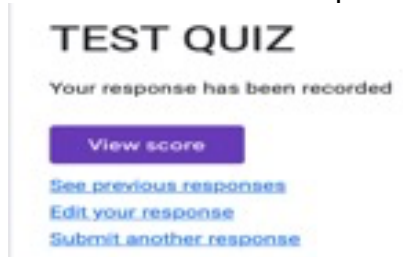 TEST QUIZ
Your response has been recorded
View score
See previous responses
Edit your response
Submit another response